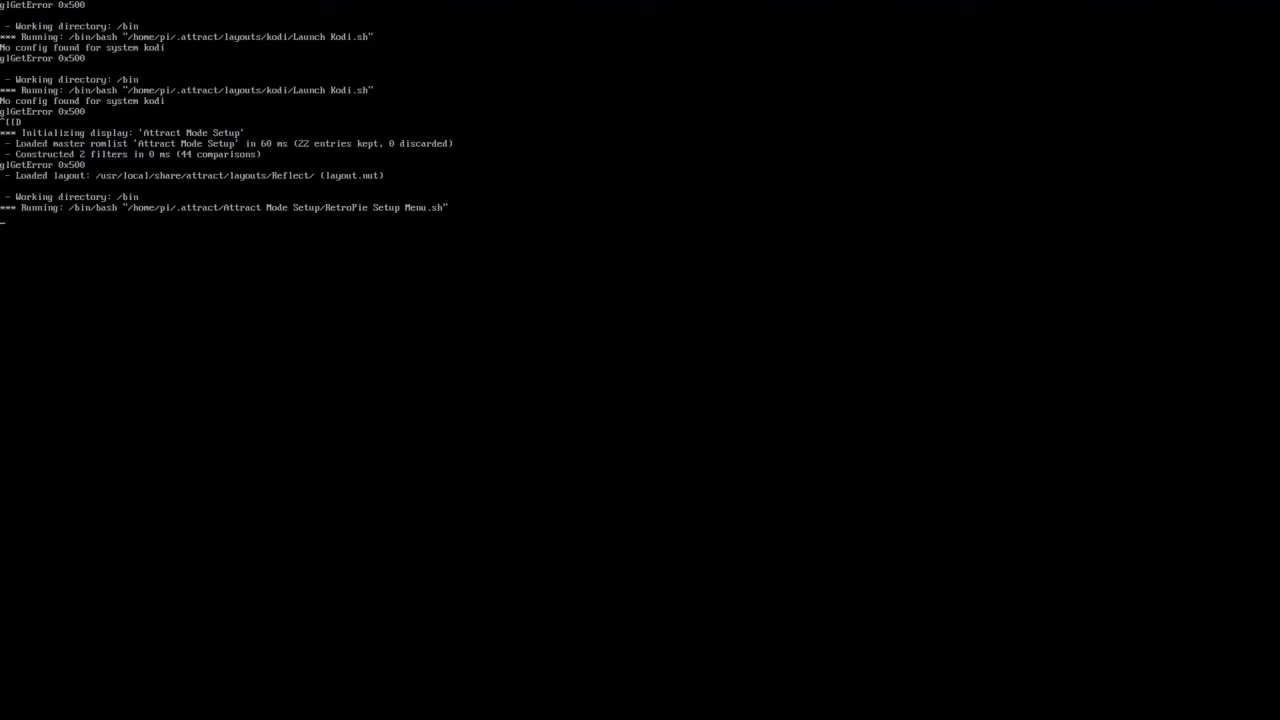 glGetError 0x500
- Working directory: /bin
*** Running: /bin/bash "/home/pi/.attract/layouts/kodi/Launch Kodi.sh"
No config found for system kodi
glGetError 0x500
- Working directory: /bin
*** Running: /bin/bash "/home/pi/.attract/layouts/kodi/Launch Kodi.sh"
No config found for system kodi
glGetError 0x500
^[[D
*** Initializing display: 'Attract Mode Setup'
- Loaded master romlist 'Attract Mode Setup' in 60 ms (22 entries kept, 0 discarded)
- Constructed 2 filters in 0 ms (44 comparisons)
glGetError 0x500
- Loaded layout: /usr/local/share/attract/layouts/Reflect/ (layout.nut)
- Working directory: /bin
*** Running: /bin/bash "/home/pi/.attract/Attract Mode Setup/RetroPie Setup Menu.sh"